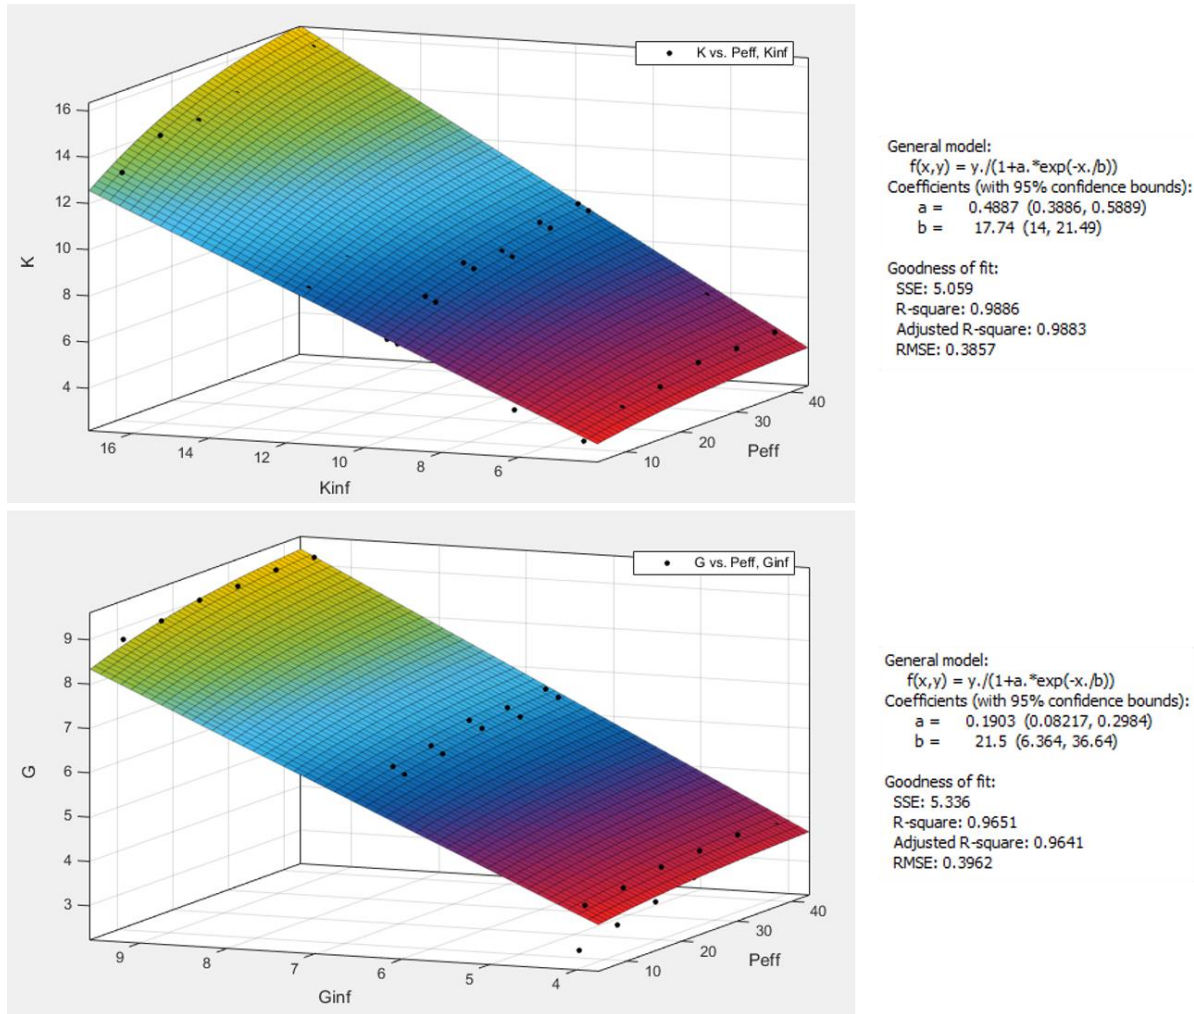 K vs. Peff, Kinf
16
14
12
10
8
6
4
K
16
14
12
10
8
6
Kinf
10
20
30
40
Peff
General model:
f(x,y) = y./(1+a.*exp(-x./b))
Coefficients (with 95% confidence bounds):
a = 0.4887 (0.3886, 0.5889)
b = 17.74 (14, 21.49)
Goodness of fit:
SSE: 5.059
R-square: 0.9886
Adjusted R-square: 0.9883
RMSE: 0.3857
G vs. Peff, Ginf
9
8
7
6
5
4
3
G
9
8
7
6
5
4
Ginf
10
20
30
40
Peff
General model:
f(x,y) = y./(1+a.*exp(-x./b))
Coefficients (with 95% confidence bounds):
a = 0.1903 (0.08217, 0.2984)
b = 21.5 (6.364, 36.64)
Goodness of fit:
SSE: 5.336
R-square: 0.9651
Adjusted R-square: 0.9641
RMSE: 0.3962